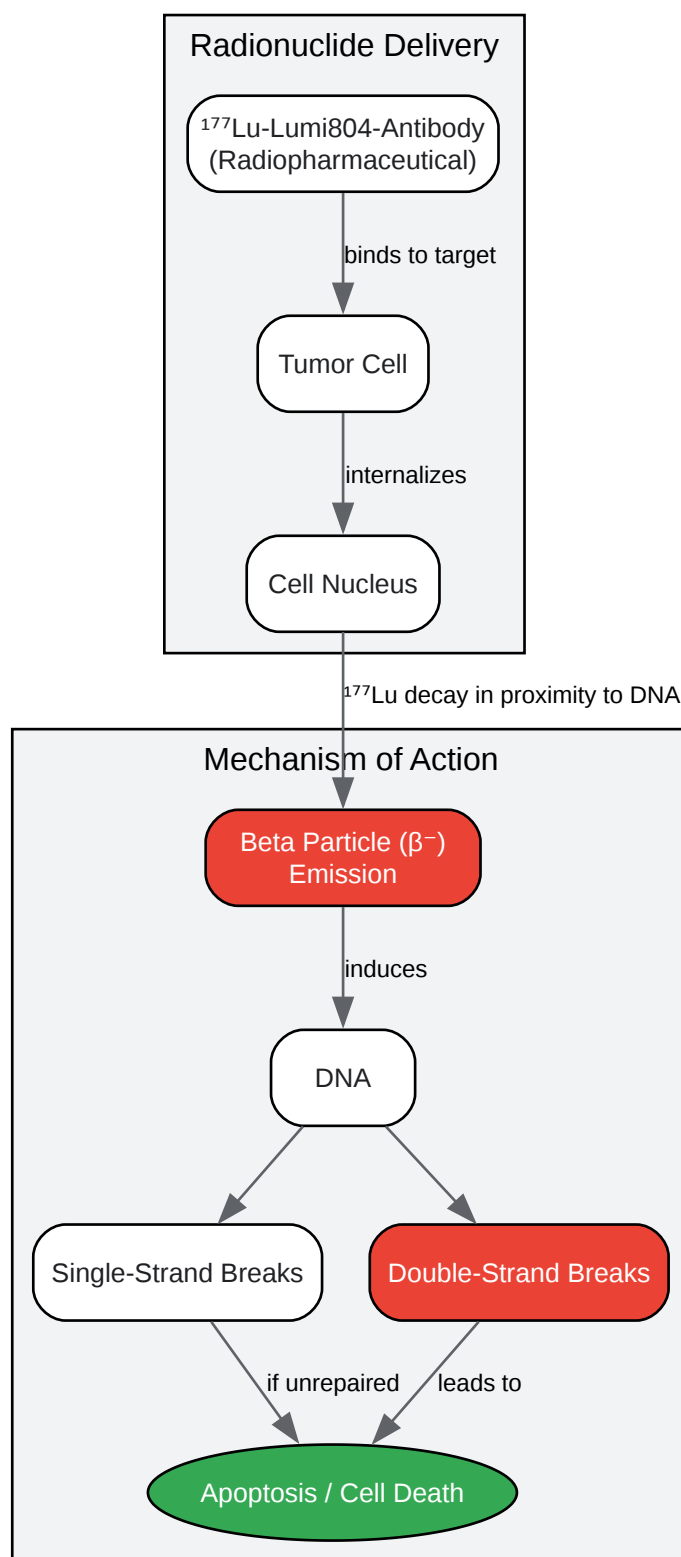 Radionuclide Delivery
¹⁷⁷Lu-Lumi804-Antibody
(Radiopharmaceutical)
binds to target
Tumor Cell
internalizes
Cell Nucleus
¹⁷⁷Lu decay in proximity to DNA
Mechanism of Action
Beta Particle (β⁻)
Emission
induces
DNA
Single-Strand Breaks
Double-Strand Breaks
if unrepaired
leads to
Apoptosis / Cell Death